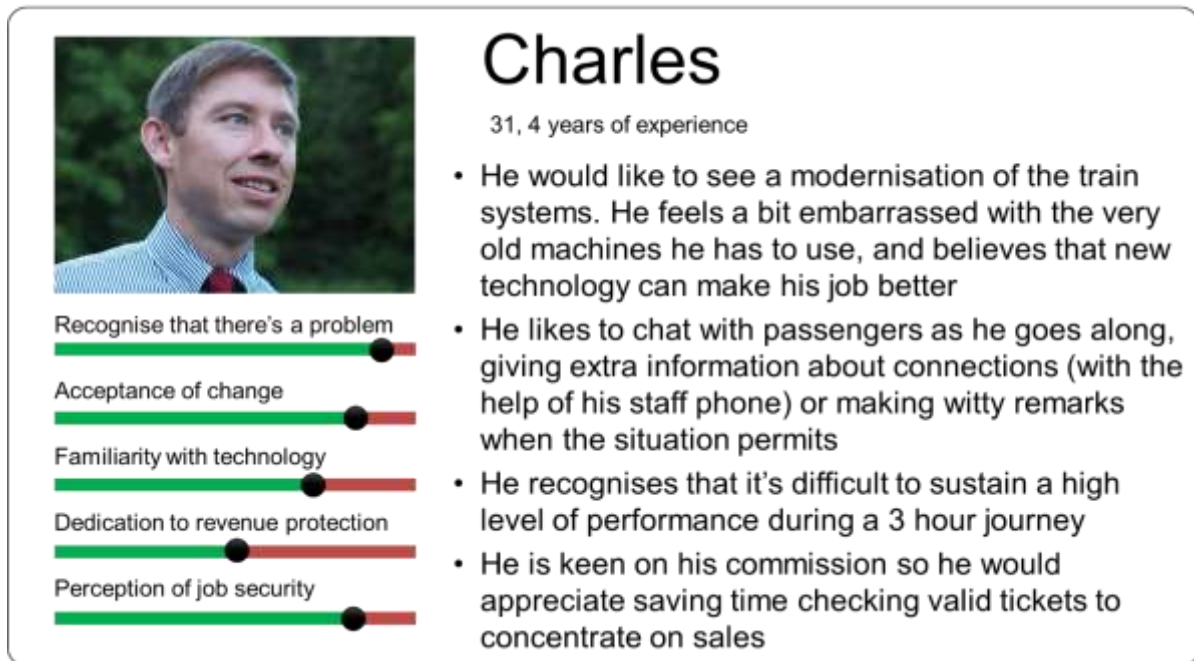 Charles
31, 4 years of experience
• He would like to see a modernisation of the train
systems. He feels a bit embarrassed with the very
old machines he has to use, and believes that new
technology can make his job better
• He likes to chat with passengers as he goes along,
giving extra information about connections (with the
help of his staff phone) or making witty remarks
when the situation permits
• He recognises that it's difficult to sustain a high
level of performance during a 3 hour journey
• He is keen on his commission so he would
appreciate saving time checking valid tickets to
concentrate on sales
Recognise that there's a problem
Acceptance of change
Familiarity with technology
Dedication to revenue protection
Perception of job security